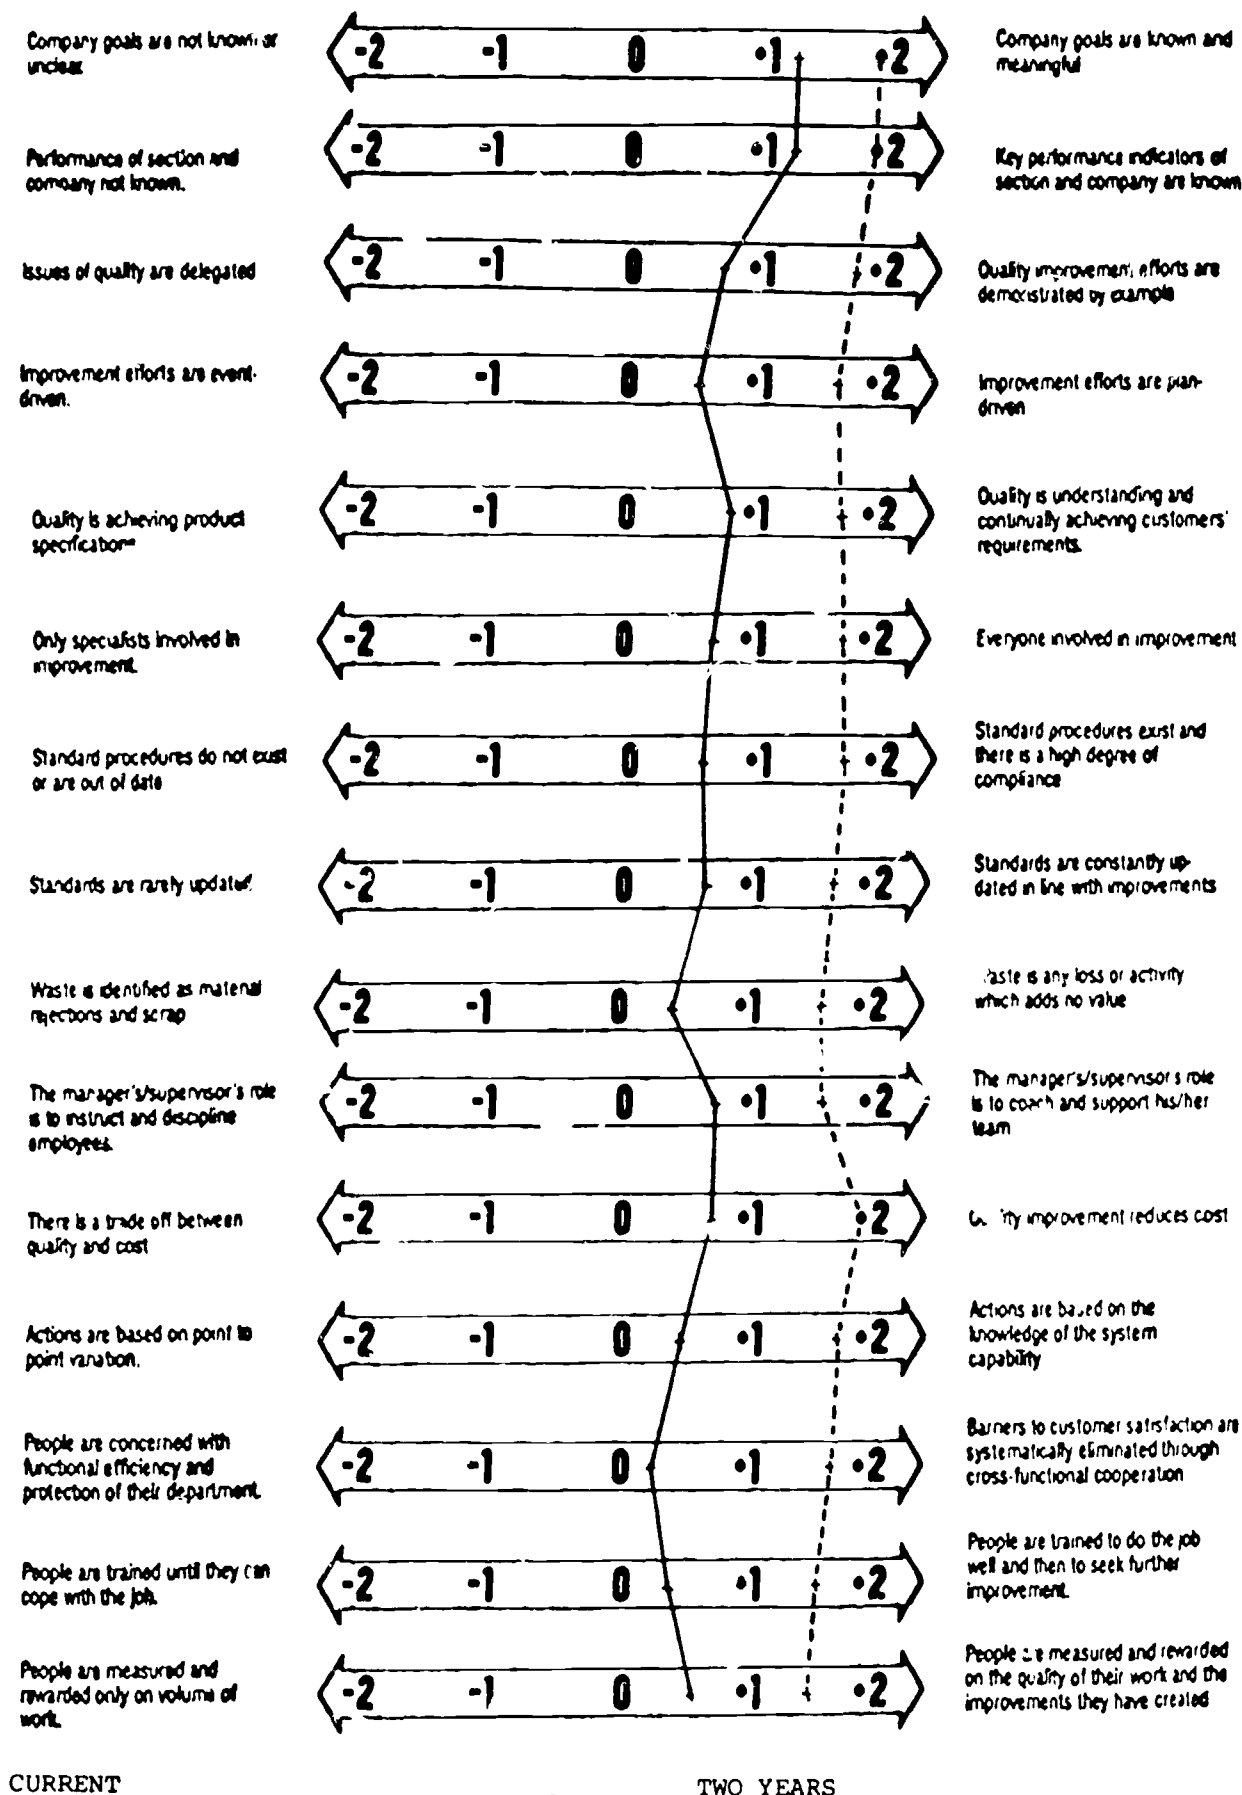 Company goals are not known or
unclear
-2 -1 0 +1 +2
Company goals are known and
meaningful
Performance of section and
company not known.
-2 -1 0 +1 +2
Key performance indicators of
section and company are known
Issues of quality are delegated
-2 -1 0 +1 +2
Quality improvement efforts are
demonstrated by example
Improvement efforts are event-
driven.
-2 -1 0 +1 +2
Improvement efforts are plan-
driven
Quality is achieving product
specifications
-2 -1 0 +1 +2
Quality is understanding and
continually achieving customers'
requirements.
Only specialists involved in
improvement.
-2 -1 0 +1 +2
Everyone involved in improvement
Standard procedures do not exist
or are out of date
-2 -1 0 +1 +2
Standard procedures exist and
there is a high degree of
compliance
Standards are rarely updated.
-2 -1 0 +1 +2
Standards are constantly up-
dated in line with improvements
Waste is identified as material
rejections and scrap
-2 -1 0 +1 +2
Waste is any loss or activity
which adds no value
The manager's/supervisor's role
is to instruct and discipline
employees.
-2 -1 0 +1 +2
The manager's/supervisor's role
is to coach and support his/her
team
There is a trade off between
quality and cost
-2 -1 0 +1 +2
Quality improvement reduces cost
Actions are based on point to
point variation.
-2 -1 0 +1 +2
Actions are based on the
knowledge of the system
capability
People are concerned with
functional efficiency and
protection of their department.
-2 -1 0 +1 +2
Barriers to customer satisfaction are
systematically eliminated through
cross-functional cooperation
People are trained until they can
cope with the job.
-2 -1 0 +1 +2
People are trained to do the job
well and then to seek further
improvement.
People are measured and
rewarded only on volume of
work.
-2 -1 0 +1 +2
People are measured and rewarded
on the quality of their work and the
improvements they have created
CURRENT
TWO YEARS